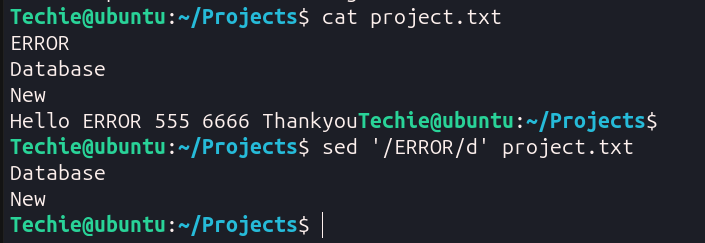 Techie@ubuntu:~/Projects$ cat project.txt
ERROR
Database
New
Hello ERROR 555 6666 ThankyouTechie@ubuntu:~/Projects$
Techie@ubuntu:~/Projects$ sed '/ERROR/d' project.txt
Database
New
Techie@ubuntu:~/Projects$